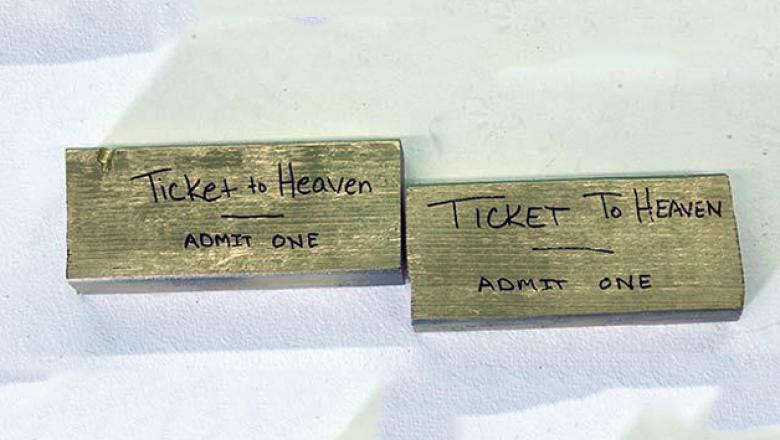 Ticket to Heaven
ADMIT ONE
TICKET TO HEAVEN
ADMIT ONE